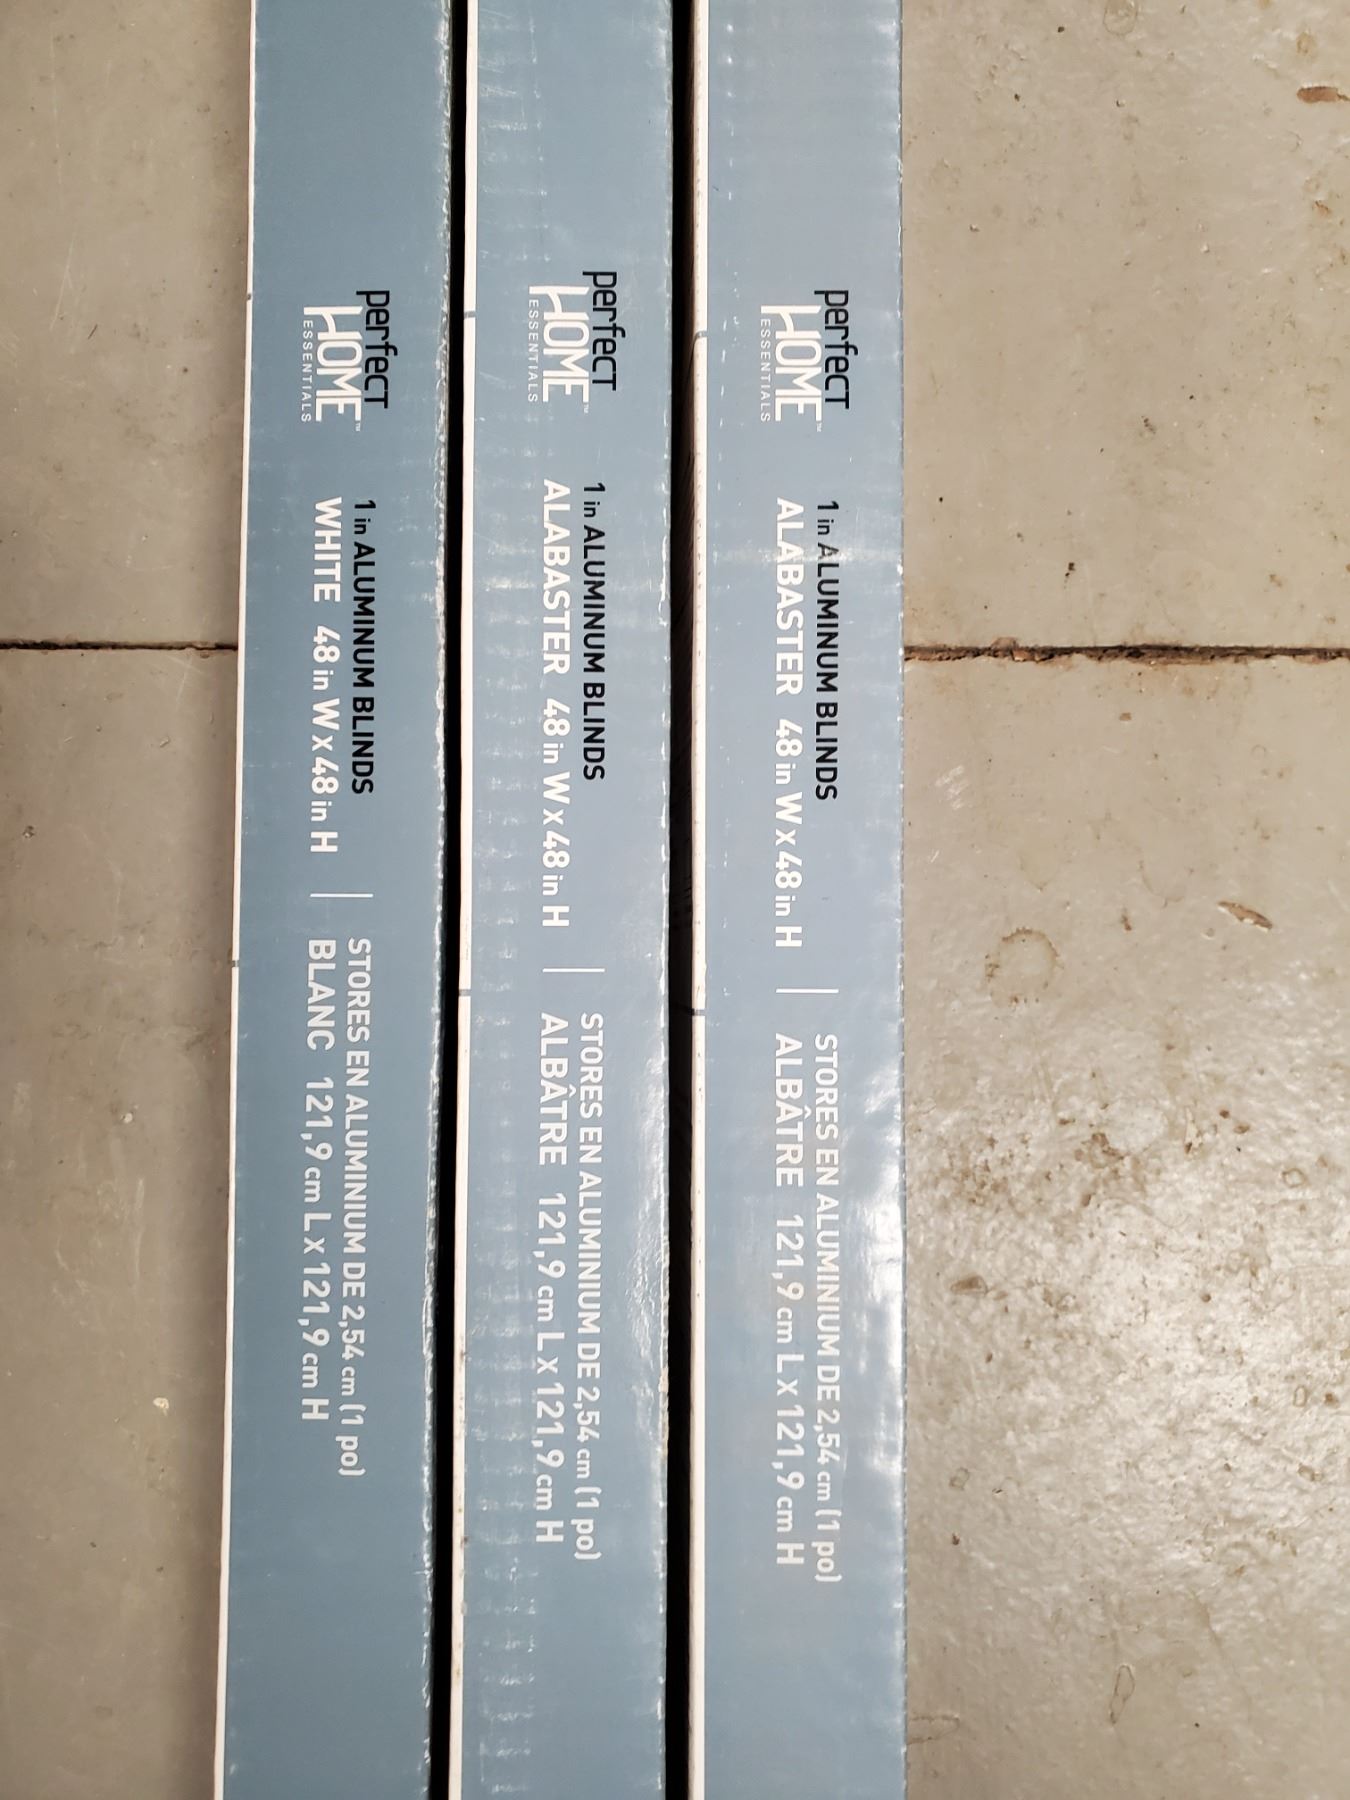 perfect
HOME™
ESSENTIALS
1 in ALUMINUM BLINDS
WHITE 48 in W x 48 in H
STORES EN ALUMINIUM DE 2,54 cm (1 po)
BLANC 121,9 cm L x 121,9 cm H
perfect
HOME™
ESSENTIALS
1 in ALUMINUM BLINDS
ALABASTER 48 in W x 48 in H
STORES EN ALUMINIUM DE 2,54 cm (1 po)
ALBÂTRE 121,9 cm L x 121,9 cm H
perfect
HOME™
ESSENTIALS
1 in ALUMINUM BLINDS
ALABASTER 48 in W x 48 in H
STORES EN ALUMINIUM DE 2,54 cm (1 po)
ALBÂTRE 121,9 cm L x 121,9 cm H